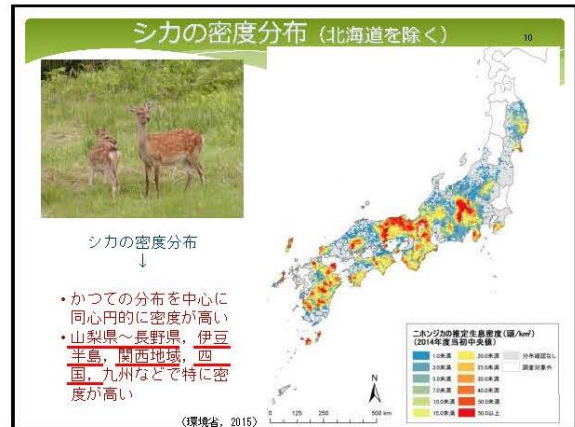 シカの密度分布（北海道を除く）
10
シカの密度分布
↓
・かつての分布を中心に
同心円的に密度が高い
・山梨県～長野県，伊豆
半島，関西地域，四
国，九州などで特に密
度が高い
（環境省，2015）
ニホンジカの推定生息密度（頭/km²）
（2014年度当初中央値）
1.0未満 20.0未満 分布確認なし
3.0未満 25.0未満 調査対象外
5.0未満 30.0未満
7.0未満 40.0未満
10.0未満 50.0未満
15.0未満 50.0以上
N
0 125 250 500 km